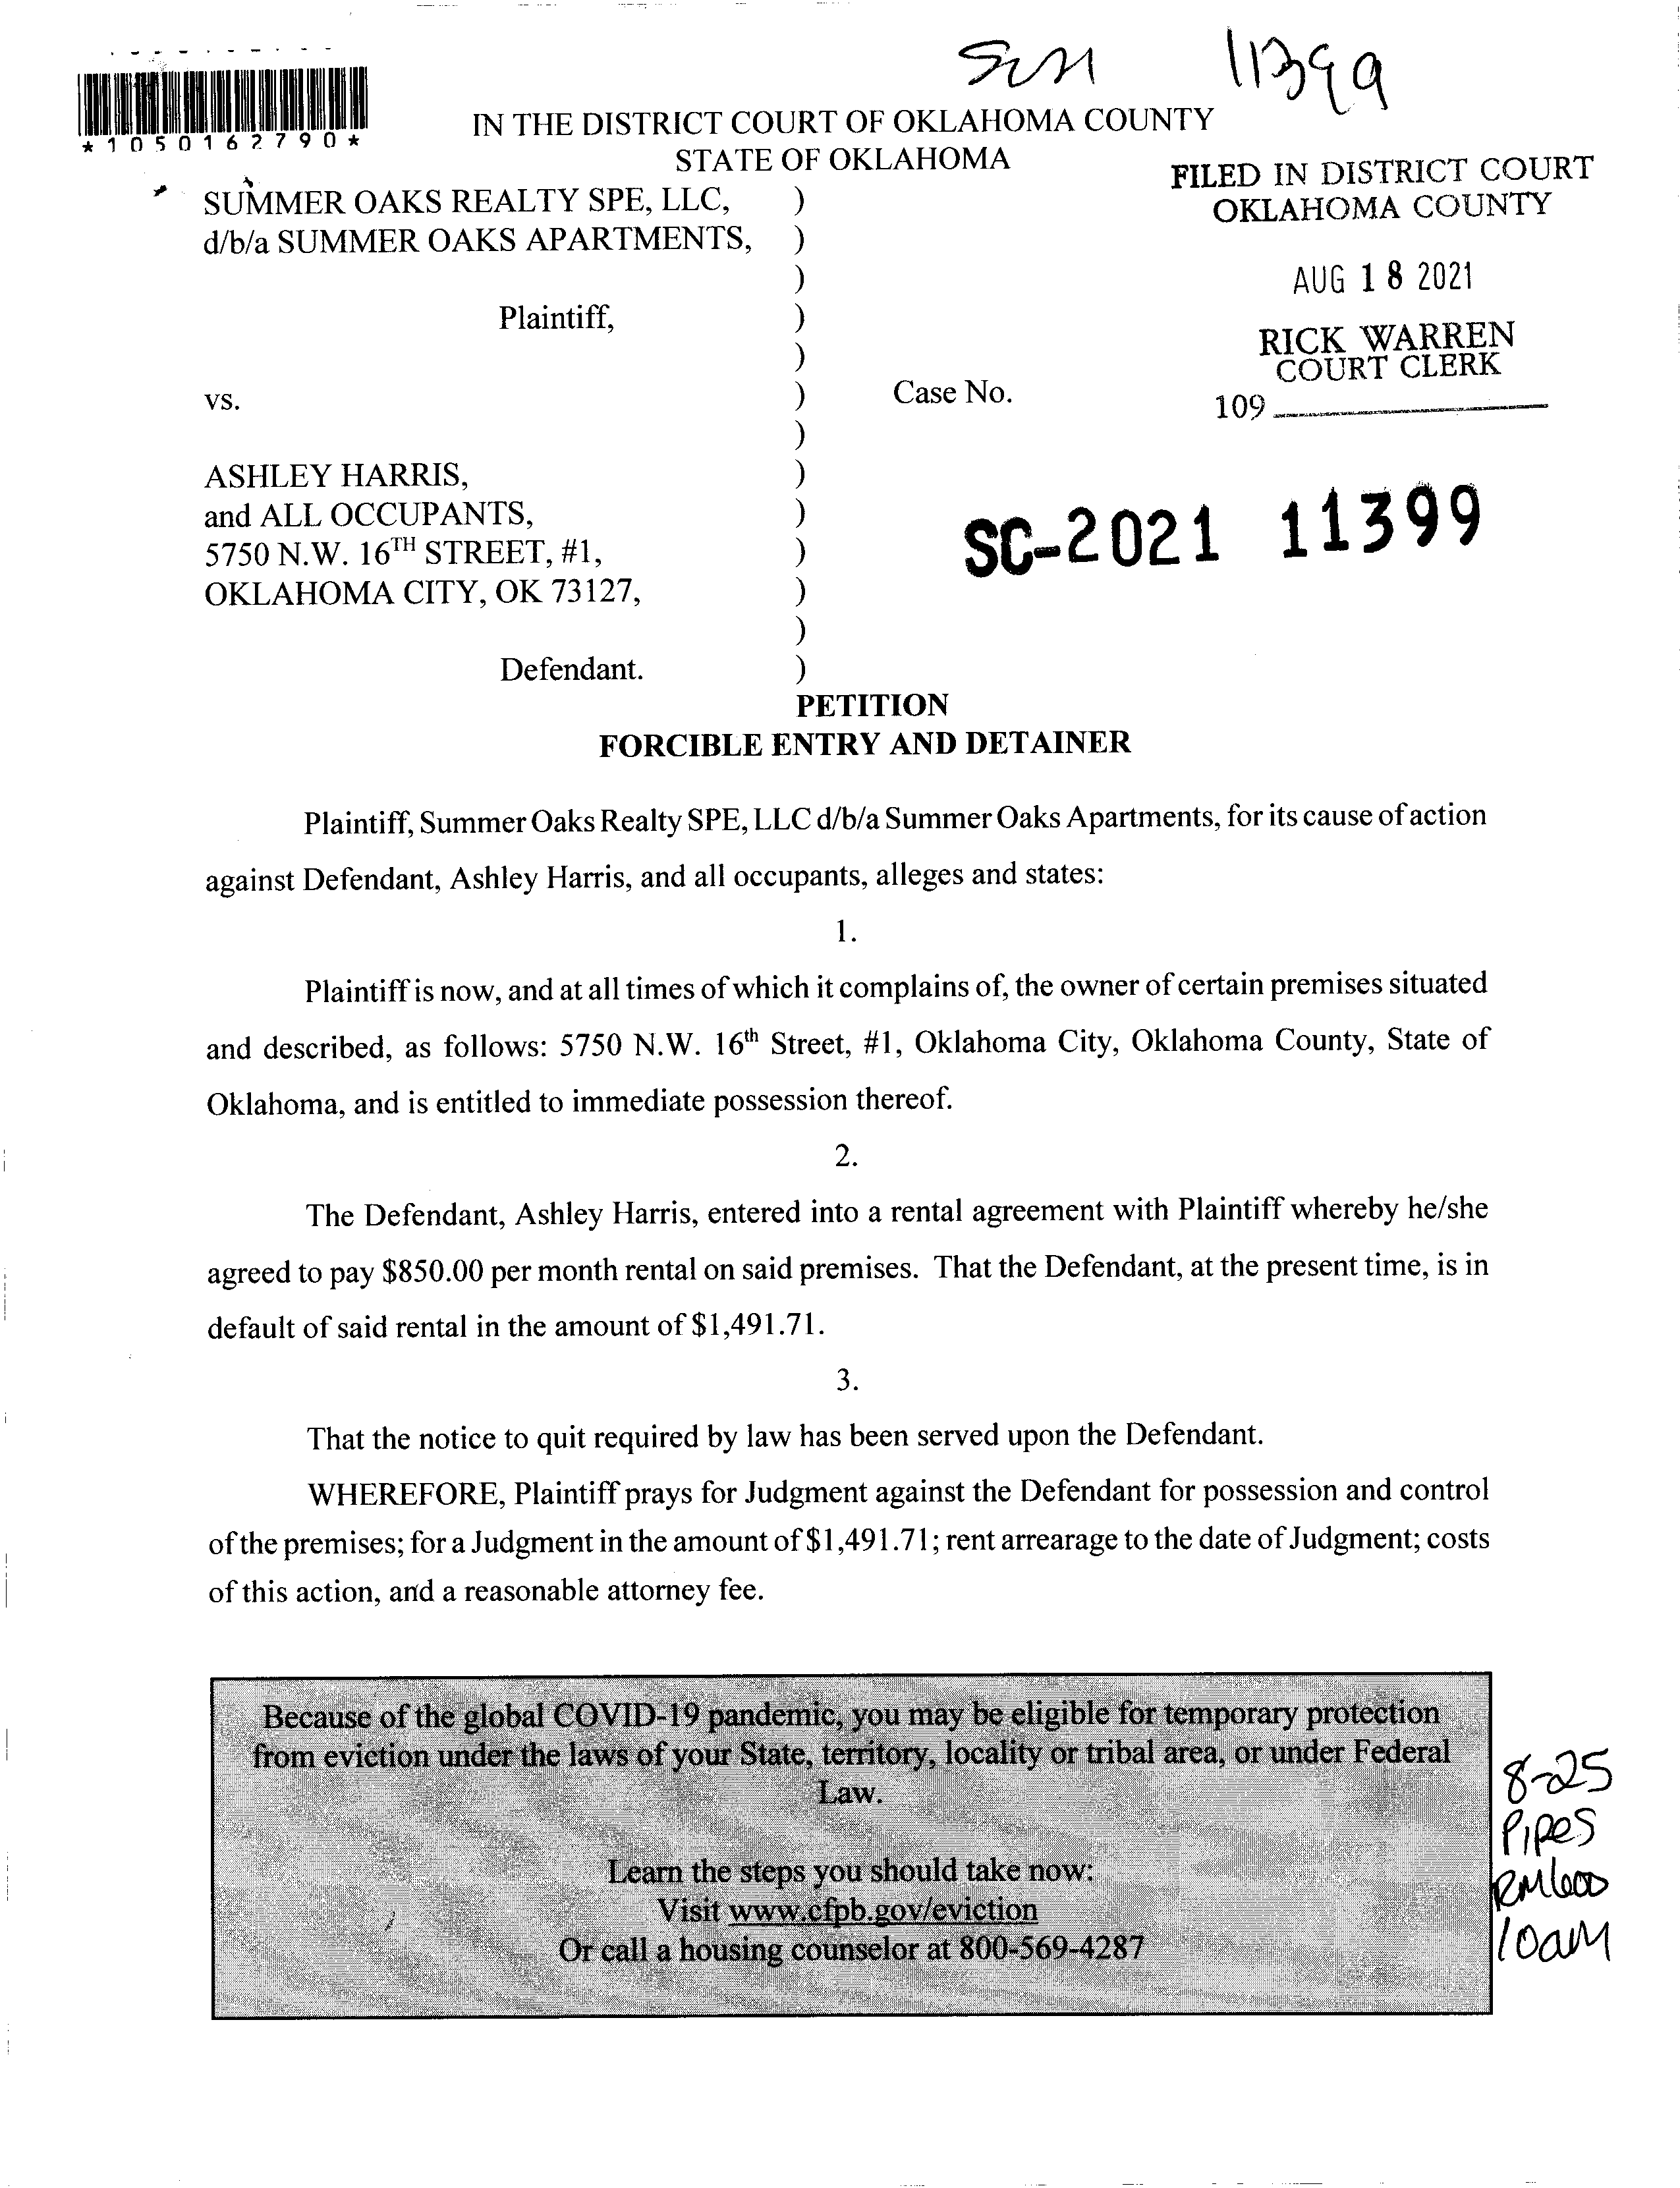 SUM 11399
*1050162790*
IN THE DISTRICT COURT OF OKLAHOMA COUNTY
STATE OF OKLAHOMA
FILED IN DISTRICT COURT
OKLAHOMA COUNTY
AUG 18 2021
RICK WARREN
COURT CLERK
109
SUMMER OAKS REALTY SPE, LLC, )
d/b/a SUMMER OAKS APARTMENTS, )
)
Plaintiff, )
)
vs. ) Case No.
)
ASHLEY HARRIS, )
and ALL OCCUPANTS, )
5750 N.W. 16TH STREET, #1, )
OKLAHOMA CITY, OK 73127, )
)
Defendant. )
SC-2021 11399
PETITION
FORCIBLE ENTRY AND DETAINER
Plaintiff, Summer Oaks Realty SPE, LLC d/b/a Summer Oaks Apartments, for its cause of action
against Defendant, Ashley Harris, and all occupants, alleges and states:
1.
Plaintiff is now, and at all times of which it complains of, the owner of certain premises situated
and described, as follows: 5750 N.W. 16th Street, #1, Oklahoma City, Oklahoma County, State of
Oklahoma, and is entitled to immediate possession thereof.
2.
The Defendant, Ashley Harris, entered into a rental agreement with Plaintiff whereby he/she
agreed to pay $850.00 per month rental on said premises. That the Defendant, at the present time, is in
default of said rental in the amount of $1,491.71.
3.
That the notice to quit required by law has been served upon the Defendant.
WHEREFORE, Plaintiff prays for Judgment against the Defendant for possession and control
of the premises; for a Judgment in the amount of $1,491.71; rent arrearage to the date of Judgment; costs
of this action, and a reasonable attorney fee.
Because of the global COVID-19 pandemic, you may be eligible for temporary protection
from eviction under the laws of your State, territory, locality or tribal area, or under Federal
Law.
Learn the steps you should take now:
Visit www.cfpb.gov/eviction
Or call a housing counselor at 800-569-4287
8-25
Pipes
RM600
10am